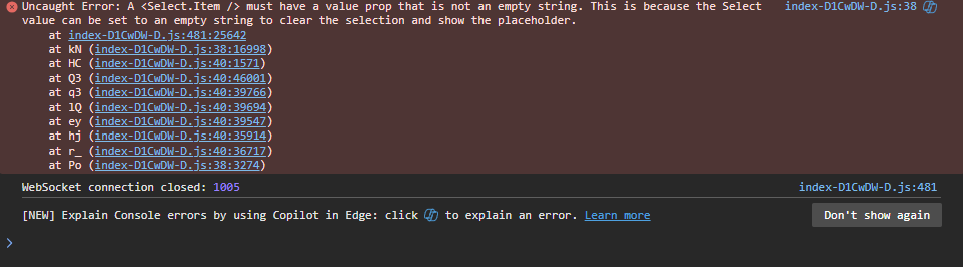 Uncaught Error: A <Select.Item /> must have a value prop that is not an empty string. This is because the Select index-D1CwDW-D.js:38
value can be set to an empty string to clear the selection and show the placeholder.
at index-D1CwDW-D.js:481:25642
at kN (index-D1CwDW-D.js:38:16998)
at HC (index-D1CwDW-D.js:40:1571)
at Q3 (index-D1CwDW-D.js:40:46001)
at q3 (index-D1CwDW-D.js:40:39766)
at lQ (index-D1CwDW-D.js:40:39694)
at ey (index-D1CwDW-D.js:40:39547)
at hj (index-D1CwDW-D.js:40:35914)
at r_ (index-D1CwDW-D.js:40:36717)
at Po (index-D1CwDW-D.js:38:3274)
WebSocket connection closed: 1005 index-D1CwDW-D.js:481
[NEW] Explain Console errors by using Copilot in Edge: click to explain an error. Learn more Don't show again